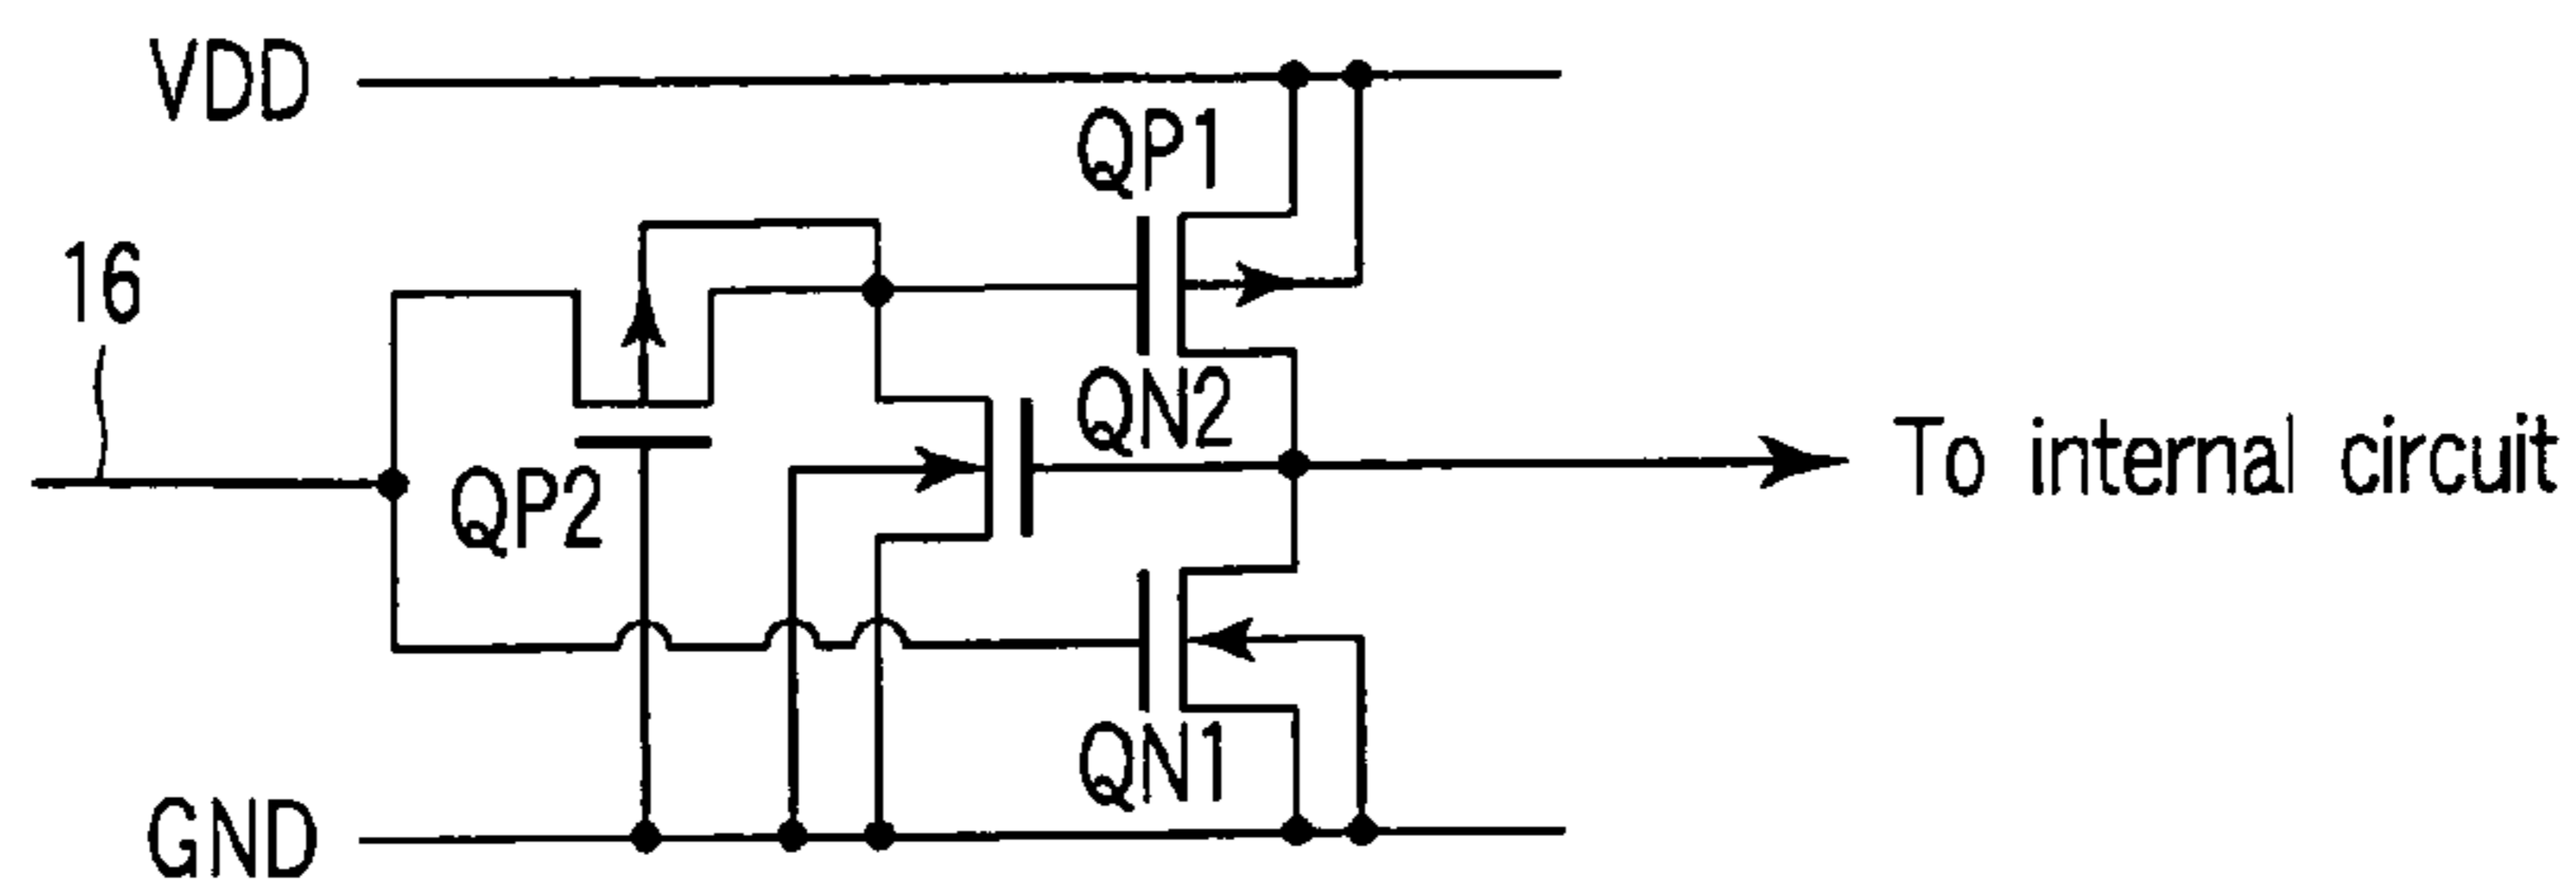 VDD
QP1
16
QN2
To internal circuit
QP2
QN1
GND